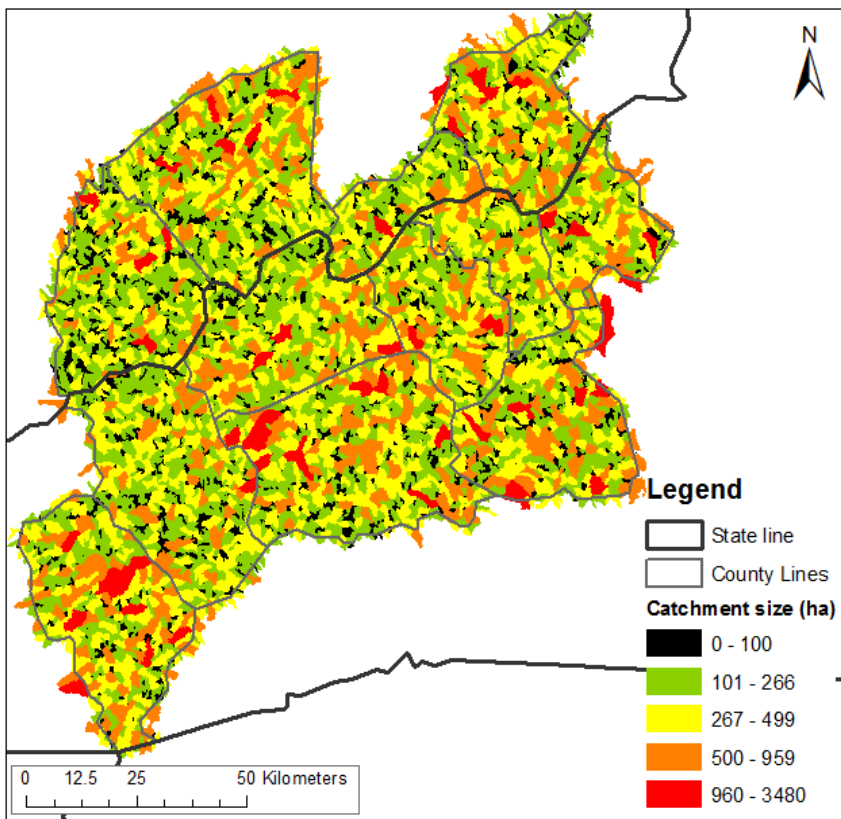 N
Legend
State line
County Lines
Catchment size (ha)
0 - 100
101 - 266
267 - 499
500 - 959
960 - 3480
0 12.5 25 50 Kilometers